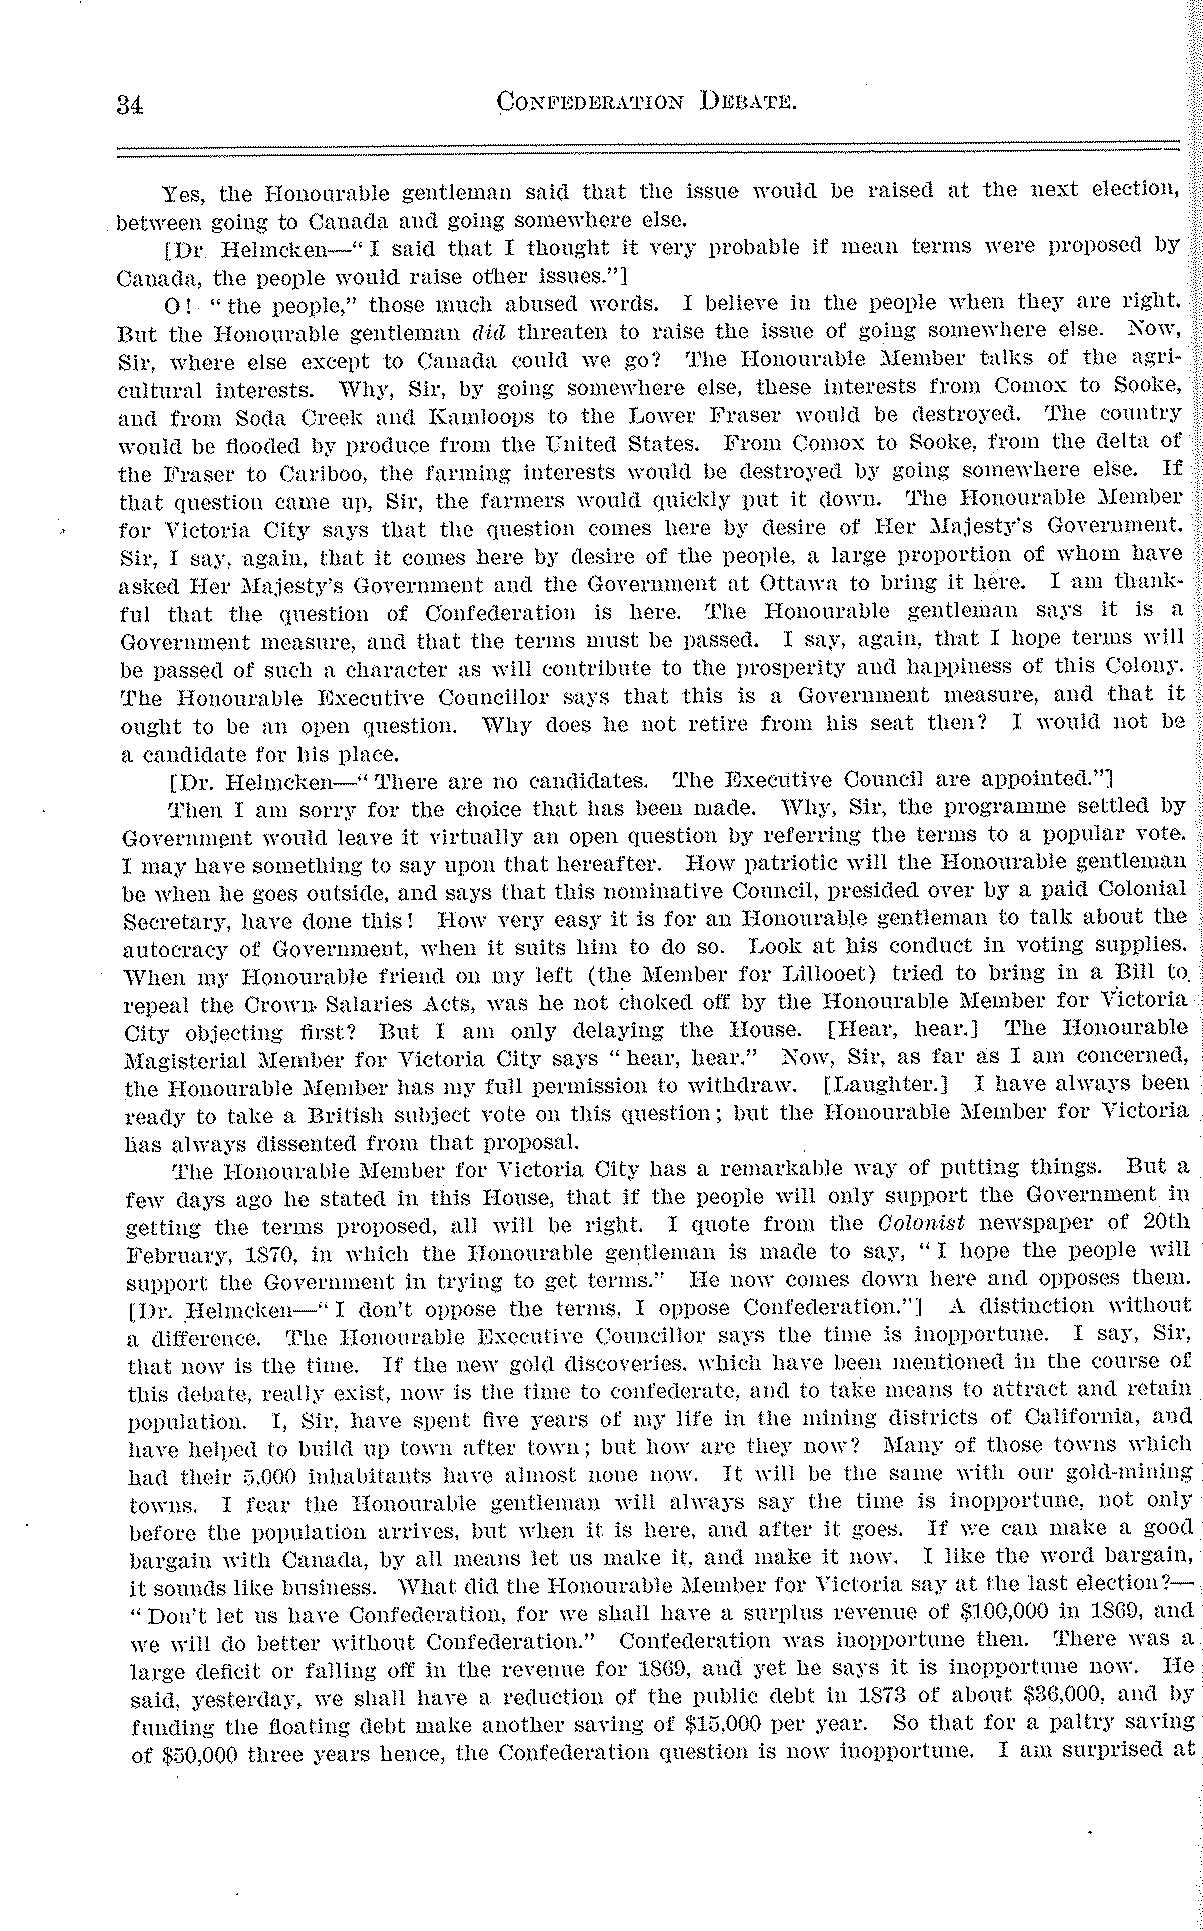 34 CONFEDERATION DEBATE.
Yes, the Honourable gentleman said that the issue would be raised at the next election,
between going to Canada and going somewhere else.
[Dr Helmcken—“I said that I thought it very probable if mean terms were proposed by
Canada, the people would raise other issues.”]
O! “the people,” those much abused words. I believe in the people when they are right.
But the Honourable gentleman did threaten to raise the issue of going somewhere else. Now,
Sir, where else except to Canada could we go? The Honourable Member talks of the agri-
cultural interests. Why, Sir, by going somewhere else, these interests from Comox to Sooke,
and from Soda Creek and Kamloops to the Lower Fraser would be destroyed. The country
would be flooded by produce from the United States. From Comox to Sooke, from the delta of
the Fraser to Cariboo, the farming interests would be destroyed by going somewhere else. If
that question came up, Sir, the farmers would quickly put it down. The Honourable Member
for Victoria City says that the question comes here by desire of Her Majesty's Government.
Sir, I say, again, that it comes here by desire of the people, a large proportion of whom have
asked Her Majesty's Government and the Government at Ottawa to bring it here. I am thank-
ful that the question of Confederation is here. The Honourable gentleman says it is a
Government measure, and that the terms must be passed. I say, again, that I hope terms will
be passed of such a character as will contribute to the prosperity and happiness of this Colony.
The Honourable Executive Councillor says that this is a Government measure, and that it
ought to be an open question. Why does he not retire from his seat then? I would not be
a candidate for his place.
[Dr. Helmcken—“There are no candidates. The Executive Council are appointed.”]
Then I am sorry for the choice that has been made. Why, Sir, the programme settled by
Government would leave it virtually an open question by referring the terms to a popular vote.
I may have something to say upon that hereafter. How patriotic will the Honourable gentleman
be when he goes outside, and says that this nominative Council, presided over by a paid Colonial
Secretary, have done this! How very easy it is for an Honourable gentleman to talk about the
autocracy of Government, when it suits him to do so. Look at his conduct in voting supplies.
When my Honourable friend on my left (the Member for Lillooet) tried to bring in a Bill to
repeal the Crown Salaries Acts, was he not choked off by the Honourable Member for Victoria
City objecting first? But I am only delaying the House. [Hear, hear.] The Honourable
Magisterial Member for Victoria City says “hear, hear.” Now, Sir, as far as I am concerned,
the Honourable Member has my full permission to withdraw. [Laughter.] I have always been
ready to take a British subject vote on this question; but the Honourable Member for Victoria
has always dissented from that proposal.
The Honourable Member for Victoria City has a remarkable way of putting things. But a
few days ago he stated in this House, that if the people will only support the Government in
getting the terms proposed, all will be right. I quote from the Colonist newspaper of 20th
February, 1870, in which the Honourable gentleman is made to say, “I hope the people will
support the Government in trying to get terms.” He now comes down here and opposes them.
[Dr. Helmcken—“I don't oppose the terms, I oppose Confederation.”] A distinction without
a difference. The Honourable Executive Councillor says the time is inopportune. I say, Sir,
that now is the time. If the new gold discoveries, which have been mentioned in the course of
this debate, really exist, now is the time to confederate, and to take means to attract and retain
population. I, Sir, have spent five years of my life in the mining districts of California, and
have helped to build up town after town; but how are they now? Many of those towns which
had their 5,000 inhabitants have almost none now. It will be the same with our gold-mining
towns. I fear the Honourable gentleman will always say the time is inopportune, not only
before the population arrives, but when it is here, and after it goes. If we can make a good
bargain with Canada, by all means let us make it, and make it now. I like the word bargain,
it sounds like business. What did the Honourable Member for Victoria say at the last election?—
“Don't let us have Confederation, for we shall have a surplus revenue of $100,000 in 1869, and
we will do better without Confederation.” Confederation was inopportune then. There was a
large deficit or falling off in the revenue for 1869, and yet he says it is inopportune now. He
said, yesterday, we shall have a reduction of the public debt in 1873 of about $36,000, and by
funding the floating debt make another saving of $15,000 per year. So that for a paltry saving
of $50,000 three years hence, the Confederation question is now inopportune. I am surprised at